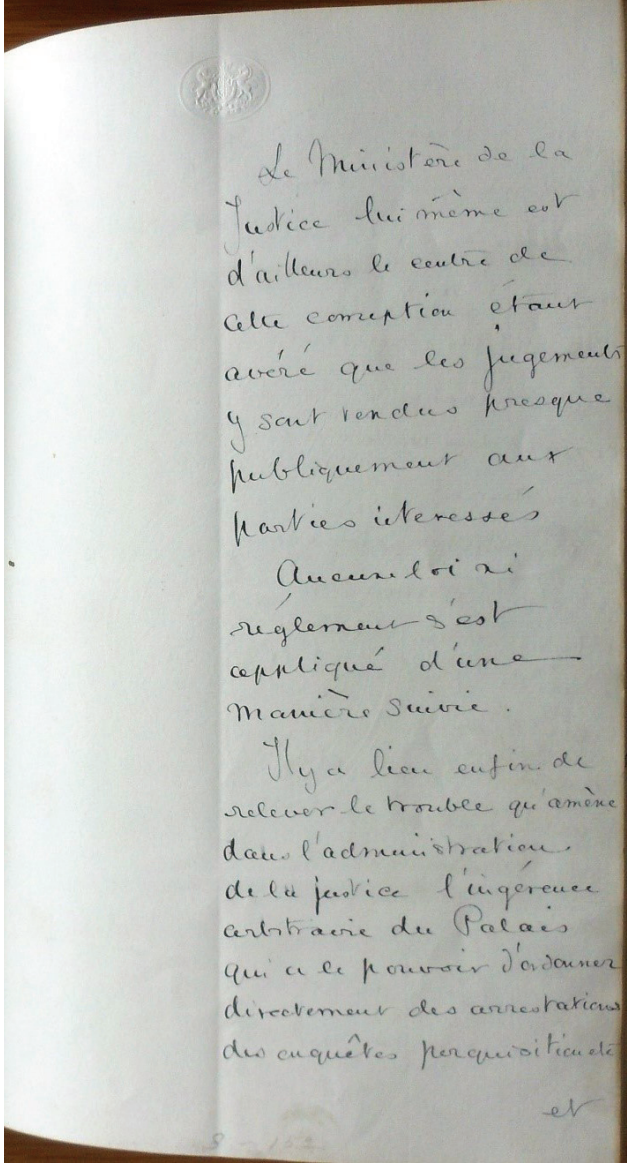 Le Ministère de la
Justice lui même est
d'ailleurs le centre de
cette corruption étant
avéré que les jugements
y sont vendus presque
publiquement aux
parties interessés
Aucune loi ni
réglement n'est
appliqué d'une
manière suivie.
Il y a lieu enfin de
relever le trouble qu'amène
dans l'administration
de la justice l'ingérence
arbitraire du Palais
qui a le pouvoir d'ordonner
directement des arrestations
des enquêtes perquisition etc
et